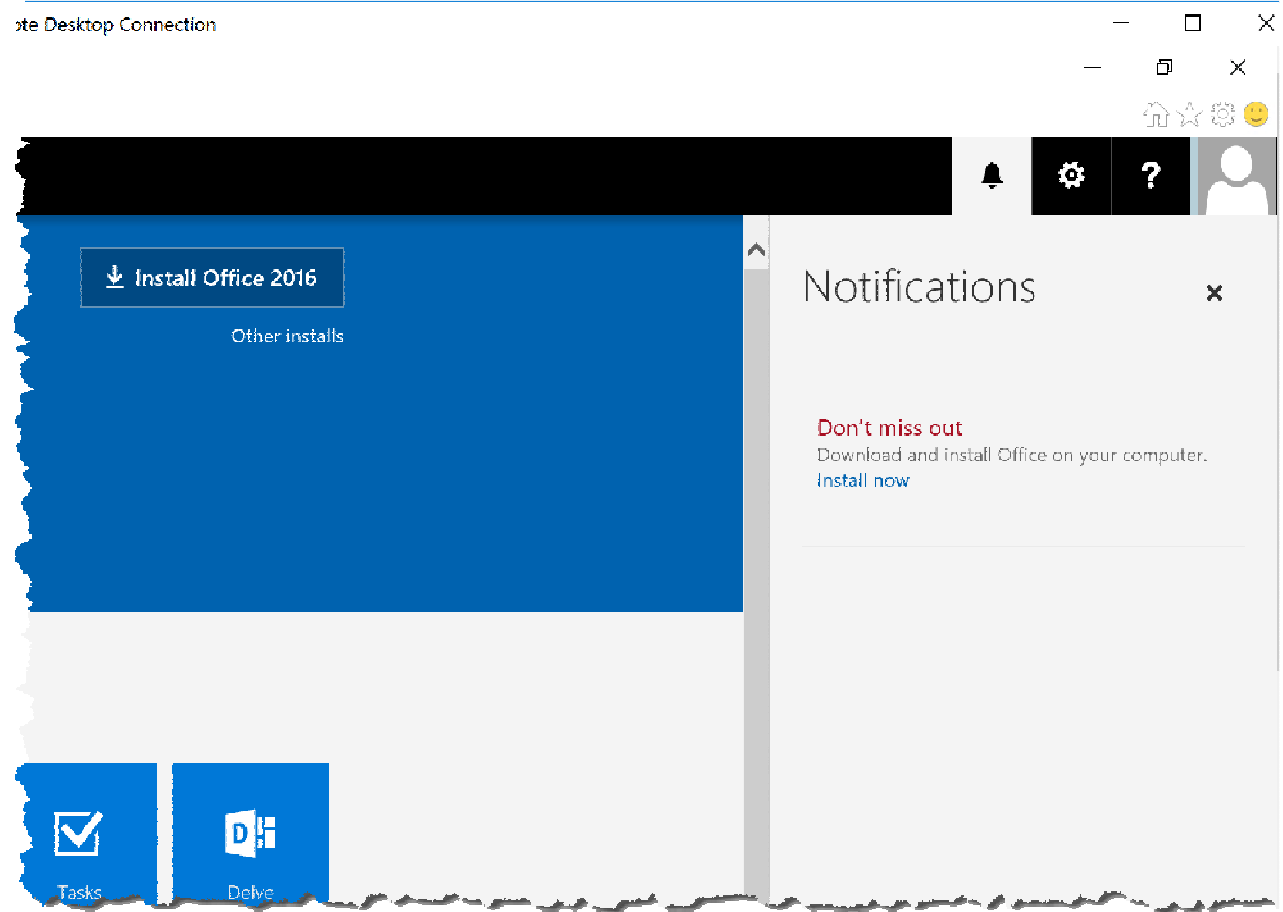 ote Desktop Connection
Install Office 2016
Other installs
Notifications
Don't miss out
Download and install Office on your computer.
Install now
Tasks
Delve